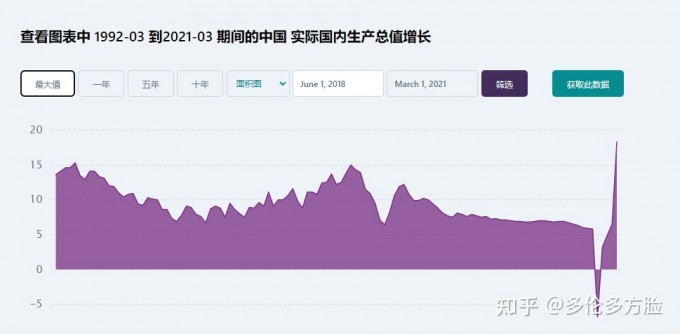 查看图表中 1992-03 到2021-03 期间的中国 实际国内生产总值增长
最大值 一年 五年 十年 面积图 June 1, 2018 March 1, 2021 筛选 获取此数据
20
15
10
5
0
−5
知乎 @多伦多方脸